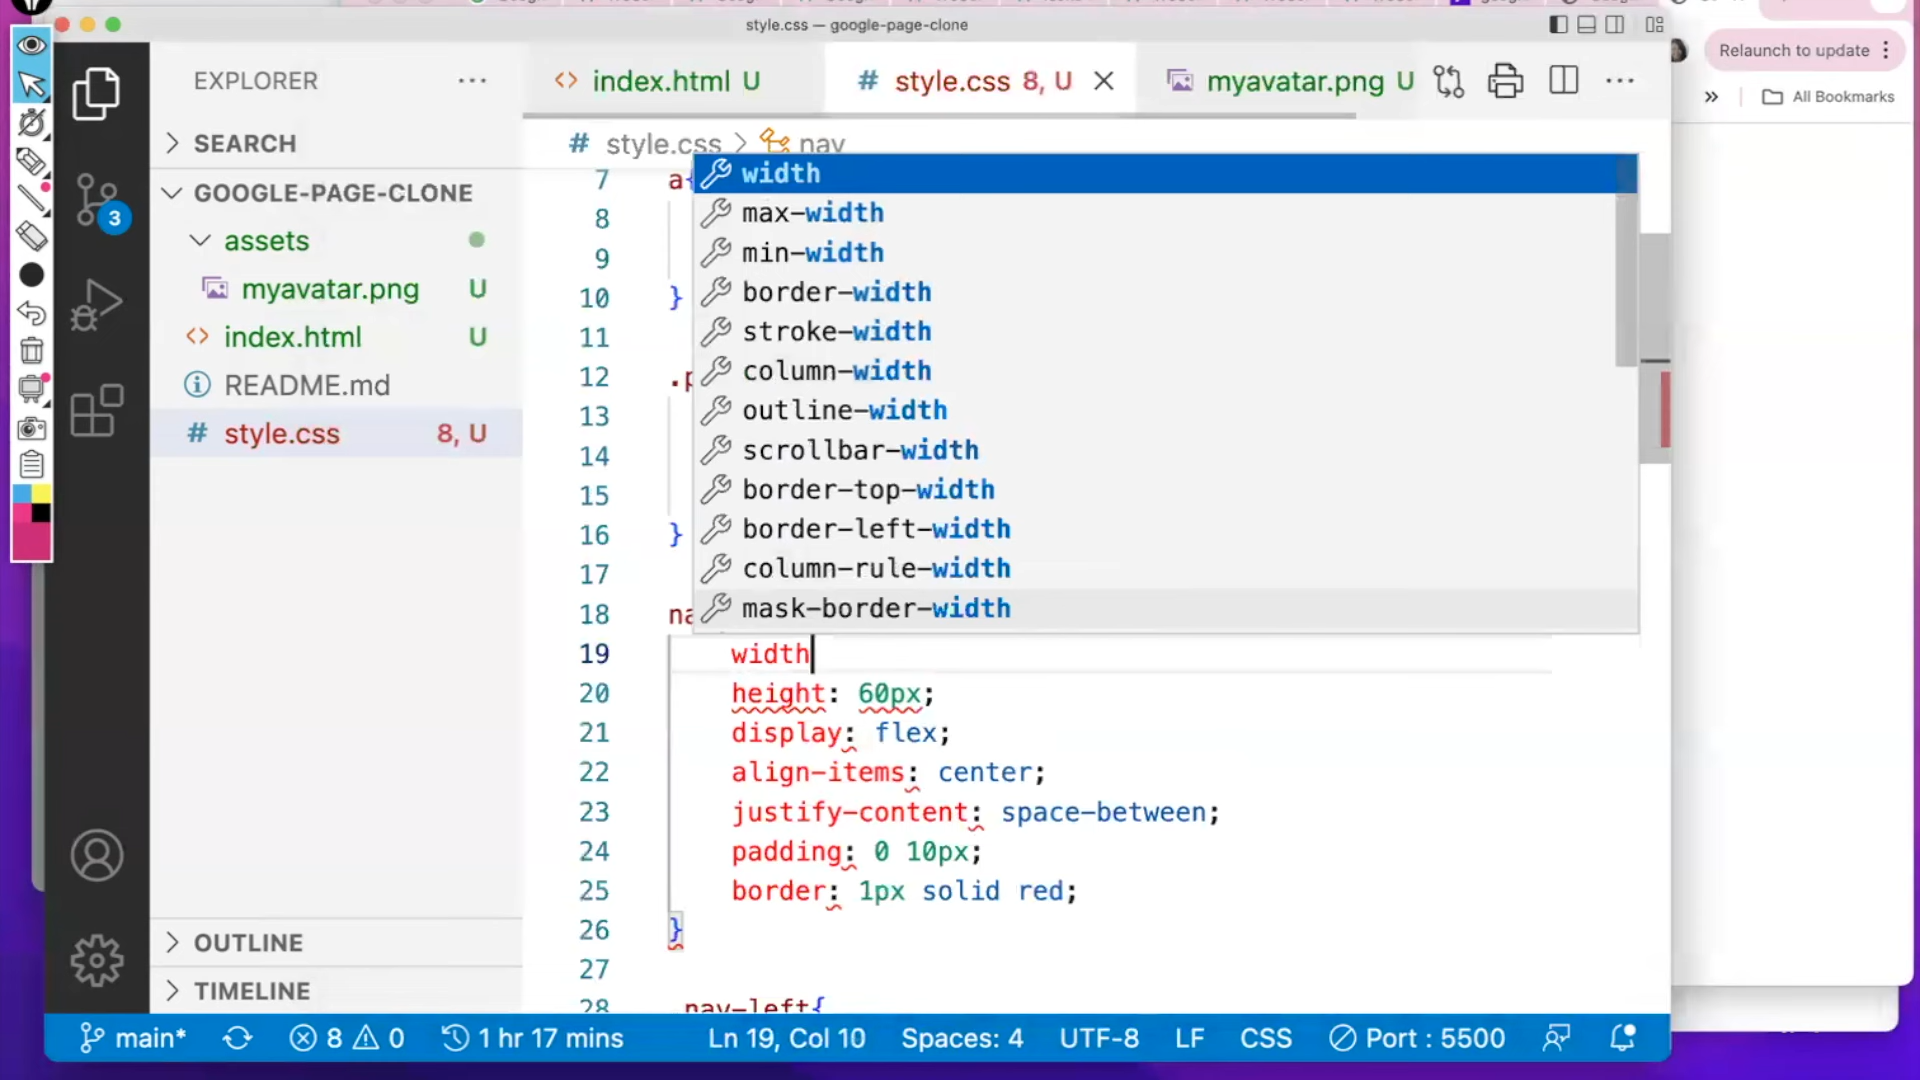 style.css — google-page-clone
Relaunch to update
All Bookmarks
EXPLORER
index.html U
# style.css 8, U
myavatar.png U
SEARCH
# style.css > nav
GOOGLE-PAGE-CLONE
assets
myavatar.png U
index.html U
README.md
# style.css 8, U
3
width
max-width
min-width
border-width
stroke-width
column-width
outline-width
scrollbar-width
border-top-width
border-left-width
column-rule-width
mask-border-width
7 a{
8
9
10 }
11
12 .p
13
14
15
16 }
17
18 na
19 width
20 height: 60px;
21 display: flex;
22 align-items: center;
23 justify-content: space-between;
24 padding: 0 10px;
25 border: 1px solid red;
26 }
27
28 nav-left{
OUTLINE
TIMELINE
main* 8 0 1 hr 17 mins Ln 19, Col 10 Spaces: 4 UTF-8 LF CSS Port : 5500